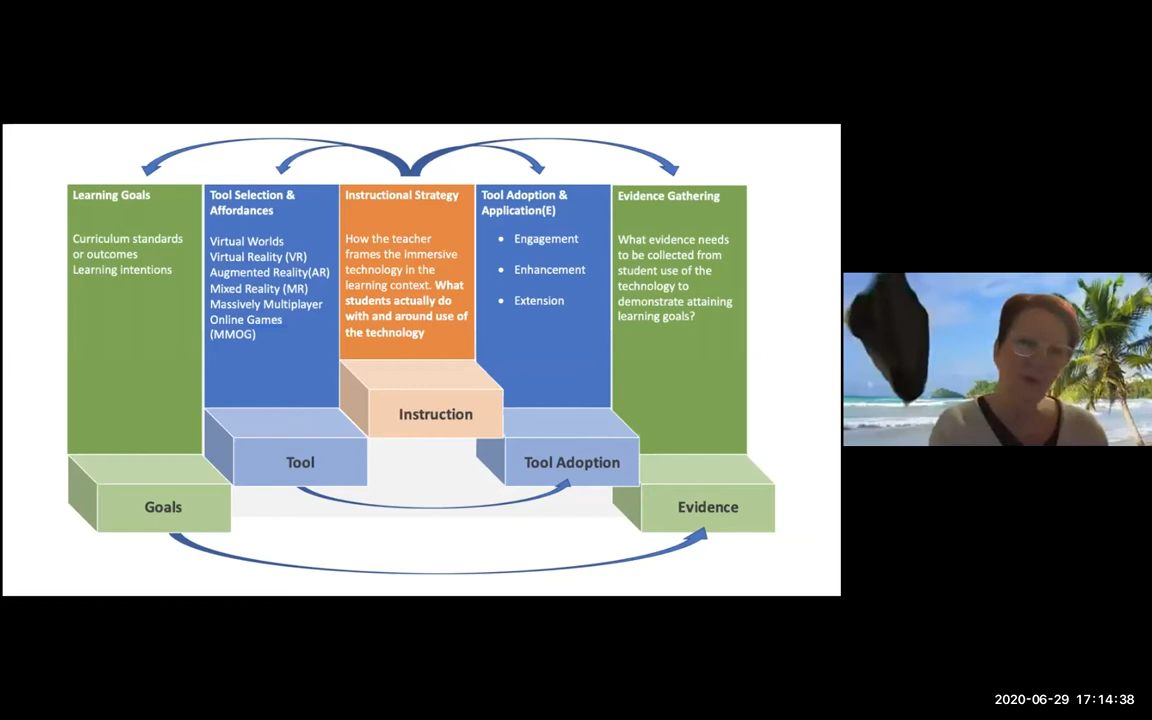 Learning Goals
Curriculum standards
or outcomes
Learning intentions
Tool Selection &
Affordances
Virtual Worlds
Virtual Reality (VR)
Augmented Reality(AR)
Mixed Reality (MR)
Massively Multiplayer
Online Games
(MMOG)
Instructional Strategy
How the teacher
frames the immersive
technology in the
learning context. What
students actually do
with and around use of
the technology
Tool Adoption &
Application(E)
• Engagement
• Enhancement
• Extension
Evidence Gathering
What evidence needs
to be collected from
student use of the
technology to
demonstrate attaining
learning goals?
Instruction
Tool
Tool Adoption
Goals
Evidence
2020-06-29 17:14:38